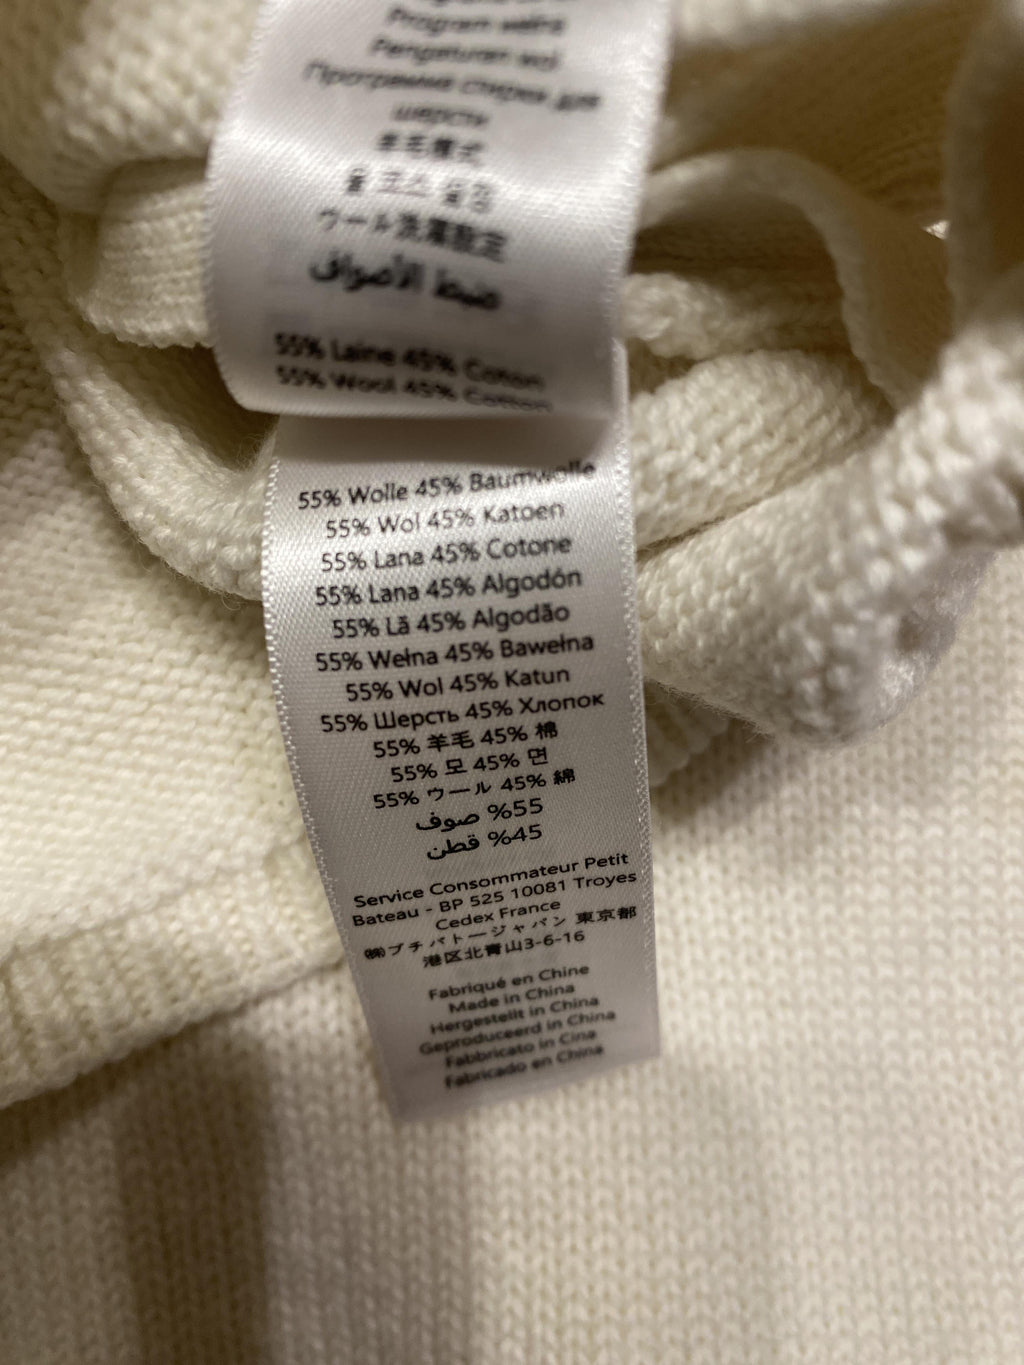 Program wełna
Pengaturan wol
Программа стирки для
шерсти
羊毛模式
울 코스 설정
ウール洗濯設定
ضبط الأصواف
55% Laine 45% Coton
55% Wool 45% Cotton
55% Wolle 45% Baumwolle
55% Wol 45% Katoen
55% Lana 45% Cotone
55% Lana 45% Algodón
55% Lã 45% Algodão
55% Wełna 45% Bawełna
55% Wol 45% Katun
55% Шерсть 45% Хлопок
55% 羊毛 45% 棉
55% 모 45% 면
55% ウール 45% 綿
55% صوف
45% قطن
Service Consommateur Petit
Bateau - BP 525 10081 Troyes
Cedex France
㈱プチバトージャパン 東京都
港区北青山3-6-16
Fabriqué en Chine
Made in China
Hergestellt in China
Geproduceerd in China
Fabbricato in Cina
Fabricado en China